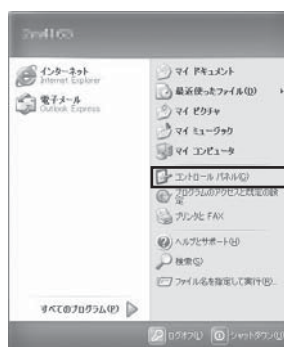 インターネット
Internet Explorer
電子メール
Outlook Express
すべてのプログラム(P)
マイ ドキュメント
最近使ったファイル(D)
マイ ピクチャ
マイ ミュージック
マイ コンピュータ
コントロール パネル(C)
プログラムのアクセスと既定の設
定
プリンタと FAX
ヘルプとサポート(H)
検索(S)
ファイル名を指定して実行(R)...
ログオフ(L)
シャットダウン(U)